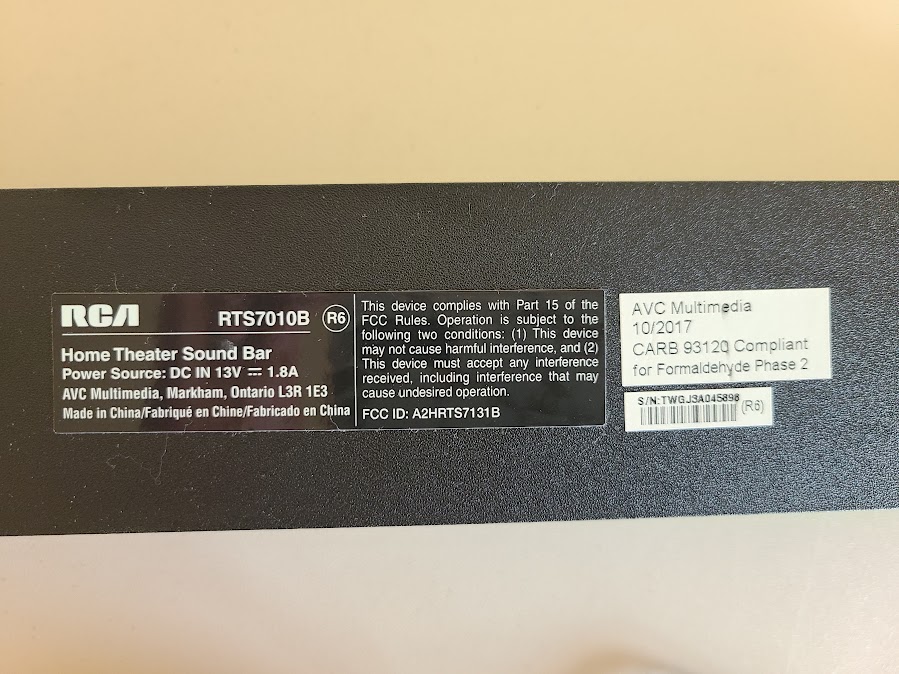 RCA
RTS7010B (R6)
Home Theater Sound Bar
Power Source: DC IN 13V ⎓ 1.8A
AVC Multimedia, Markham, Ontario L3R 1E3
Made in China/Fabriqué en Chine/Fabricado en China
This device complies with Part 15 of the
FCC Rules. Operation is subject to the
following two conditions: (1) This device
may not cause harmful interference, and (2)
This device must accept any interference
received, including interference that may
cause undesired operation.
FCC ID: A2HRTS7131B
AVC Multimedia
10/2017
CARB 93120 Compliant
for Formaldehyde Phase 2
S/N:TWGJ3A045898
(R6)